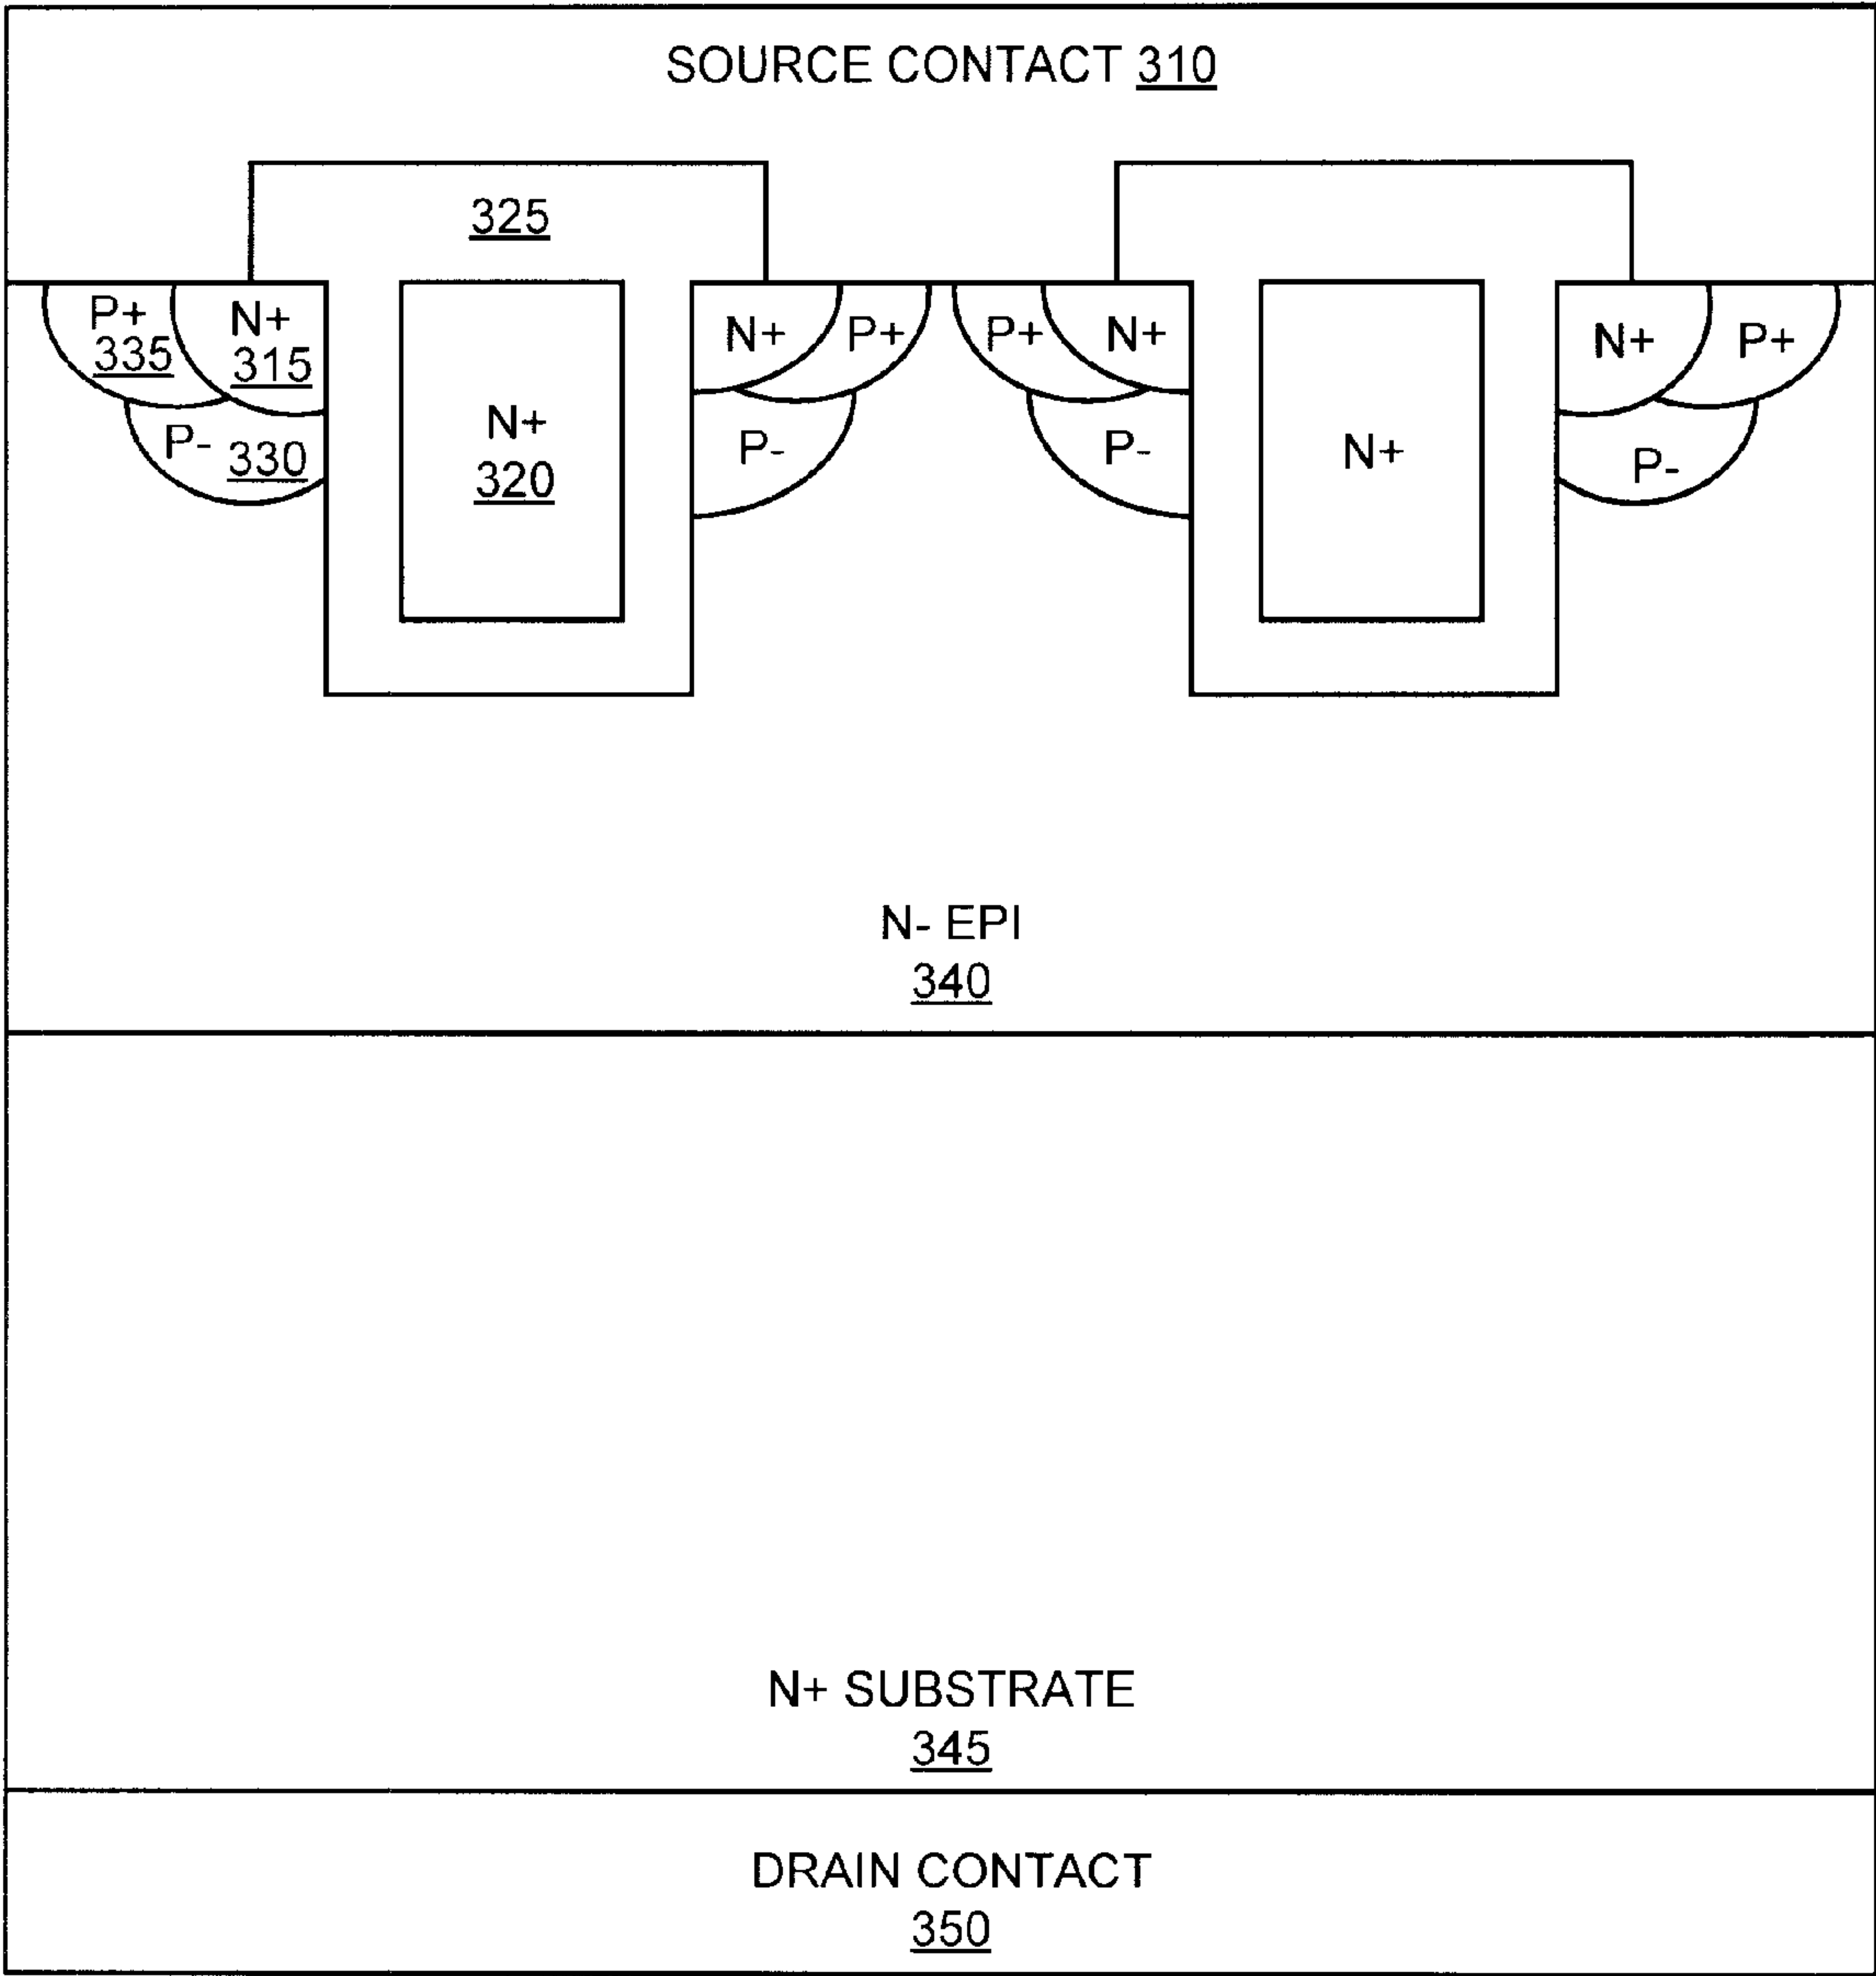 SOURCE CONTACT 310
325
P+ 335
N+ 315
P- 330
N+ 320
N+
P+
P-
P+
N+
P-
N+
N+
P+
P-
N- EPI
340
N+ SUBSTRATE
345
DRAIN CONTACT
350